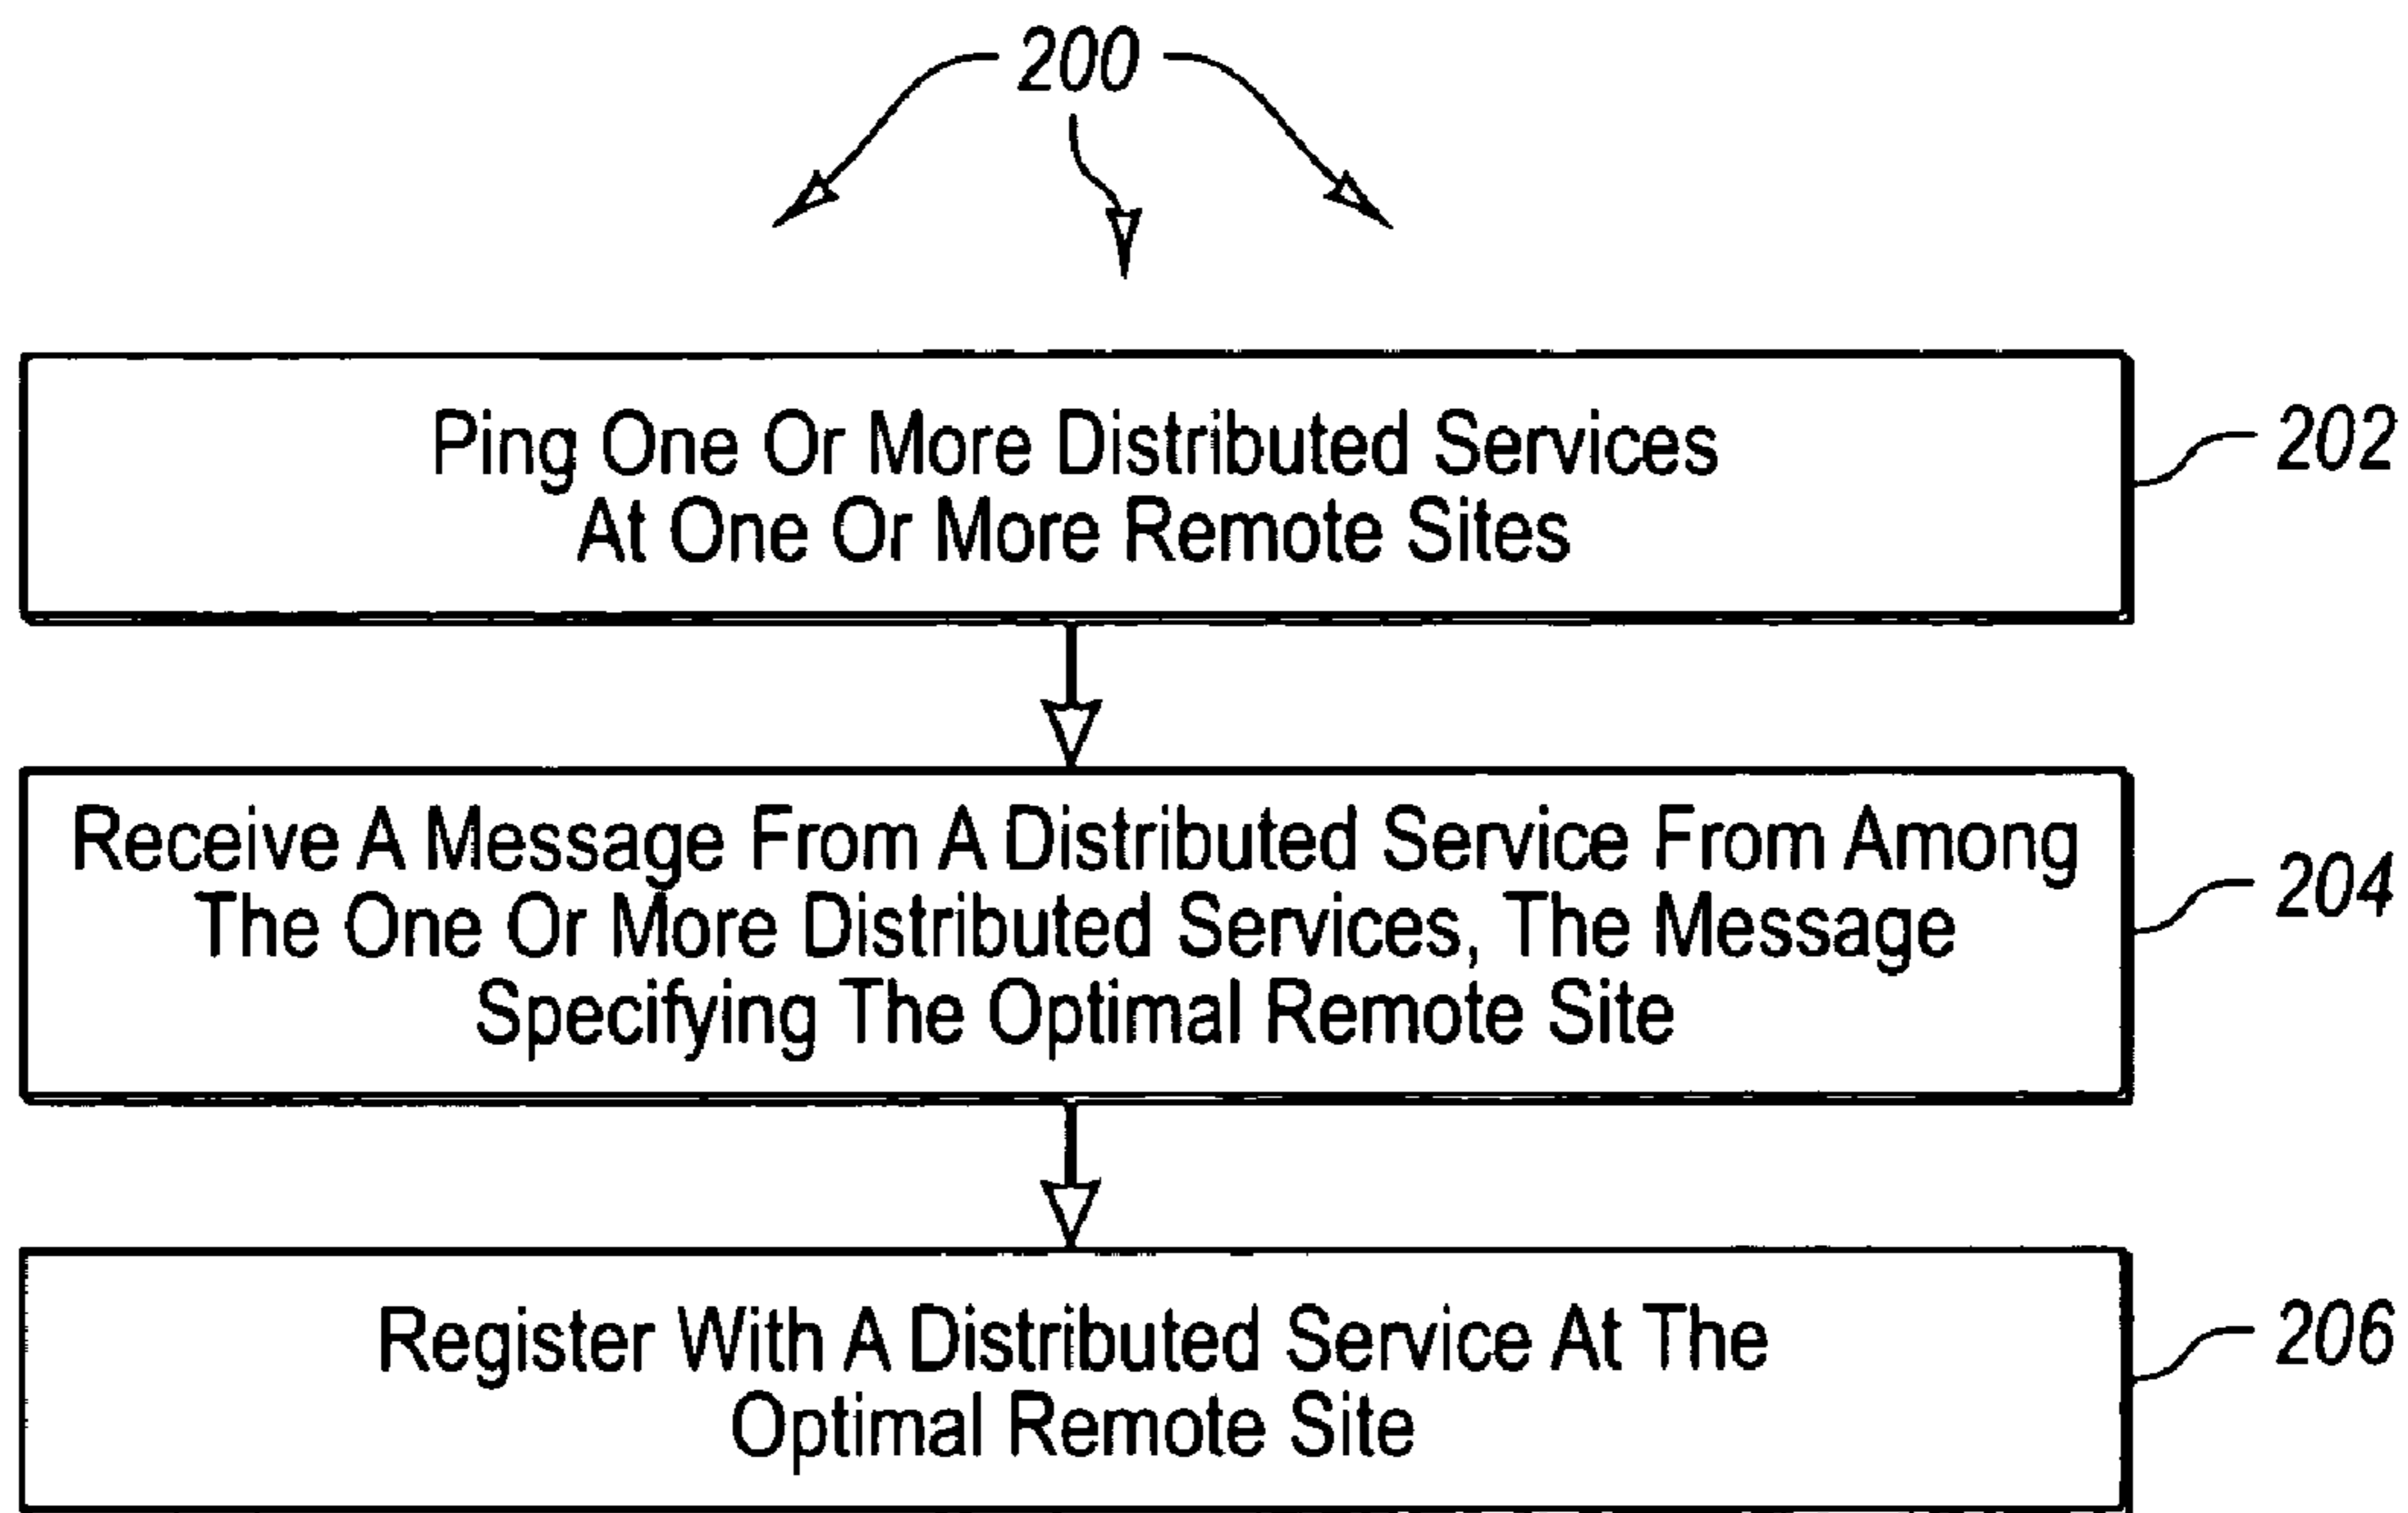 200
Ping One Or More Distributed Services
At One Or More Remote Sites
202
Receive A Message From A Distributed Service From Among
The One Or More Distributed Services, The Message
Specifying The Optimal Remote Site
204
Register With A Distributed Service At The
Optimal Remote Site
206